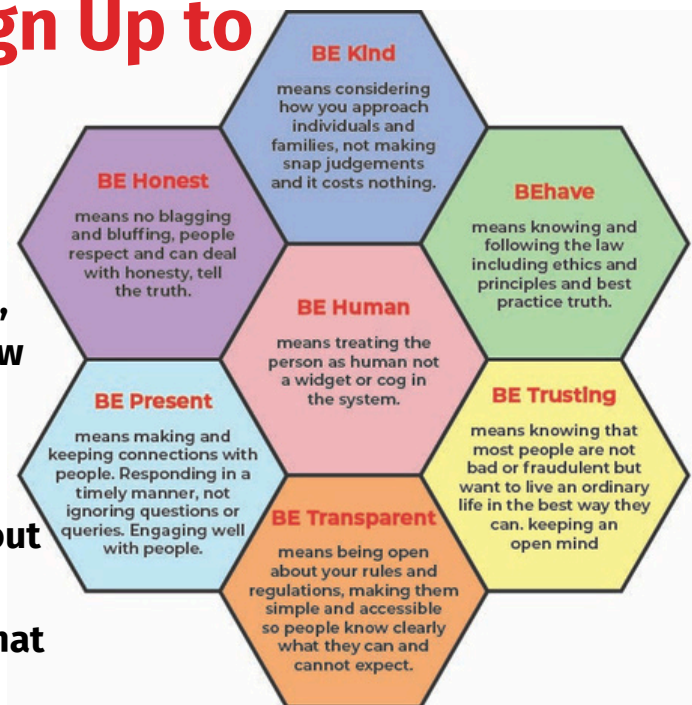 gn Up to
,
w
out
hat
BE Kind
means considering
how you approach
individuals and
families, not making
snap judgements
and it costs nothing.
BE Honest
means no blagging
and bluffing, people
respect and can deal
with honesty, tell
the truth.
BEhave
means knowing and
following the law
including ethics and
principles and best
practice truth.
BE Human
means treating the
person as human not
a widget or cog in
the system.
BE Present
means making and
keeping connections with
people. Responding in a
timely manner, not
ignoring questions or
queries. Engaging well
with people.
BE Trusting
means knowing that
most people are not
bad or fraudulent but
want to live an ordinary
life in the best way they
can. keeping an
open mind
BE Transparent
means being open
about your rules and
regulations, making them
simple and accessible
so people know clearly
what they can and
cannot expect.